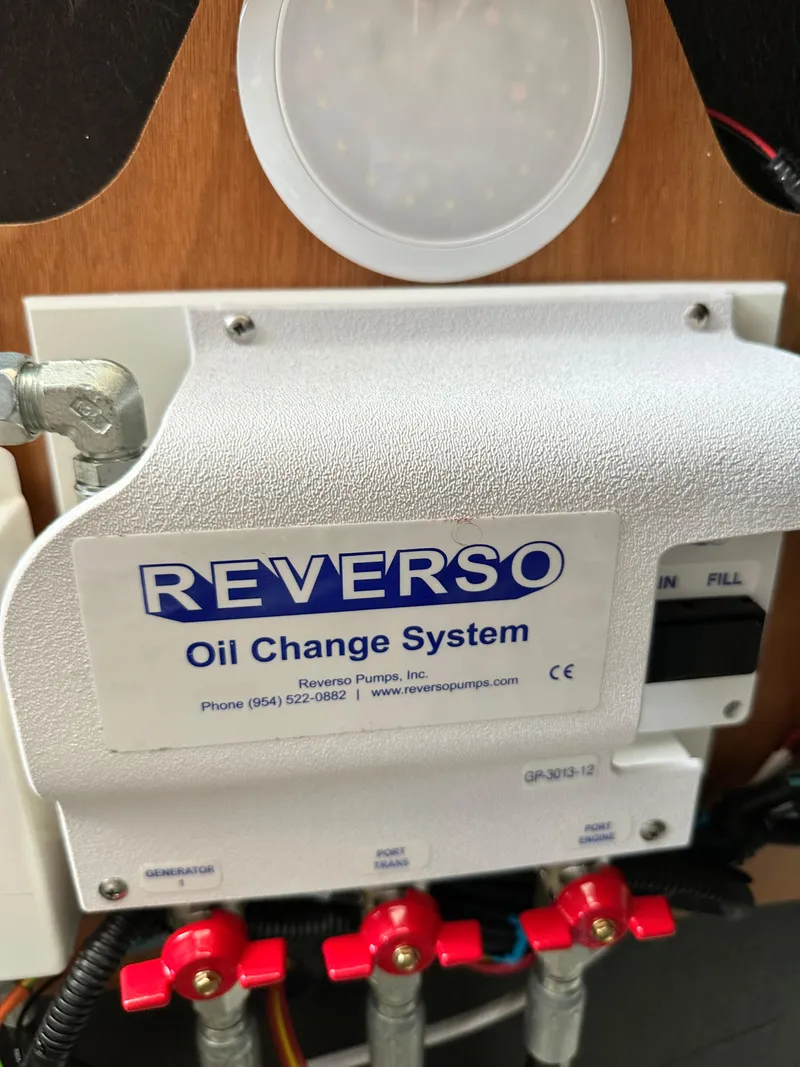 REVERSO
Oil Change System
Reverso Pumps, Inc.
Phone (954) 522-0882 | www.reversopumps.com
CE
IN FILL
GP-3013-12
GENERATOR
1
PORT
TRANS
PORT
ENGINE